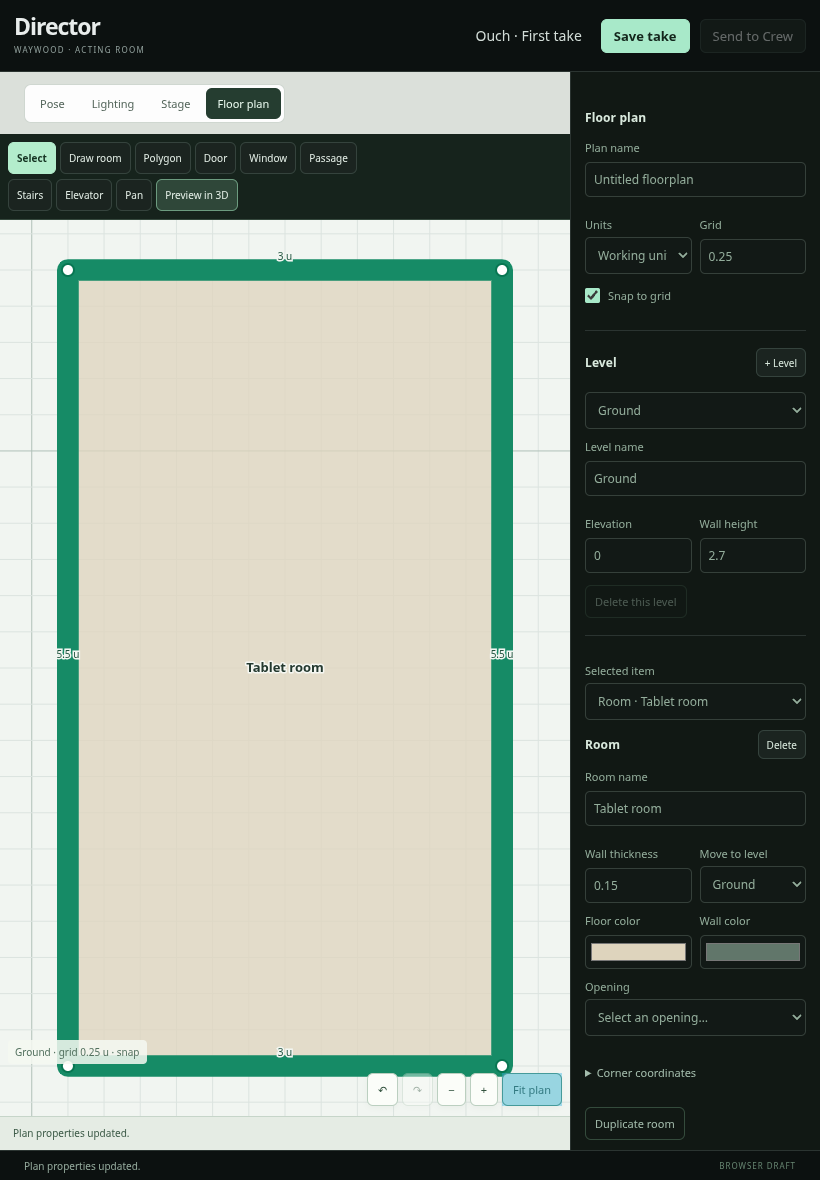 Director
WAYWOOD · ACTING ROOM
Ouch · First take
Save take
Send to Crew
Pose
Lighting
Stage
Floor plan
Select
Draw room
Polygon
Door
Window
Passage
Stairs
Elevator
Pan
Preview in 3D
3 u
5.5 u
5.5 u
Tablet room
3 u
Ground · grid 0.25 u · snap
Fit plan
Plan properties updated.
Floor plan
Plan name
Untitled floorplan
Units
Grid
Working uni
0.25
Snap to grid
Level
+ Level
Ground
Level name
Ground
Elevation
Wall height
0
2.7
Delete this level
Selected item
Room · Tablet room
Room
Delete
Room name
Tablet room
Wall thickness
Move to level
0.15
Ground
Floor color
Wall color
Opening
Select an opening...
Corner coordinates
Duplicate room
Plan properties updated.
BROWSER DRAFT